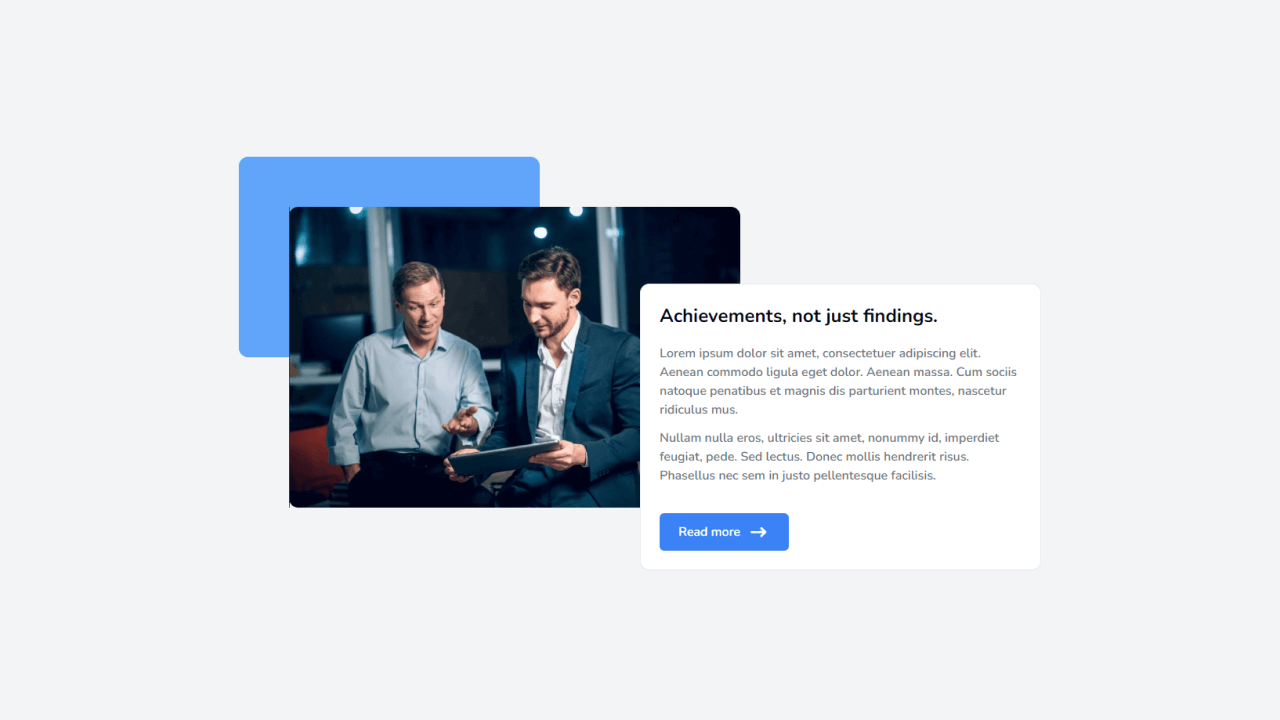 Achievements, not just findings.
Lorem ipsum dolor sit amet, consectetuer adipiscing elit.
Aenean commodo ligula eget dolor. Aenean massa. Cum sociis
natoque penatibus et magnis dis parturient montes, nascetur
ridiculus mus.
Nullam nulla eros, ultricies sit amet, nonummy id, imperdiet
feugiat, pede. Sed lectus. Donec mollis hendrerit risus.
Phasellus nec sem in justo pellentesque facilisis.
Read more